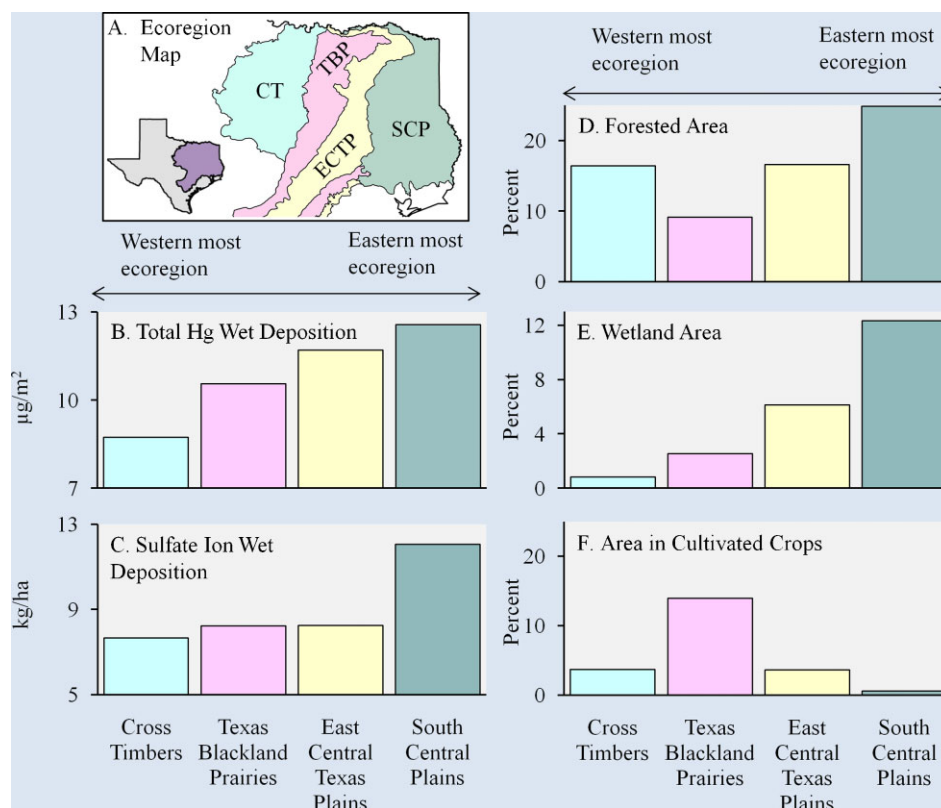 A. Ecoregion
Map
CT
TBP
ECTP
SCP
Western most
ecoregion
Eastern most
ecoregion
B. Total Hg Wet Deposition
13
10
7
µg/m²
C. Sulfate Ion Wet
Deposition
13
9
5
kg/ha
Cross
Timbers
Texas
Blackland
Prairies
East
Central
Texas
Plains
South
Central
Plains
Western most
ecoregion
Eastern most
ecoregion
D. Forested Area
20
10
0
Percent
E. Wetland Area
12
8
4
0
Percent
F. Area in Cultivated Crops
20
10
0
Percent
Cross
Timbers
Texas
Blackland
Prairies
East
Central
Texas
Plains
South
Central
Plains